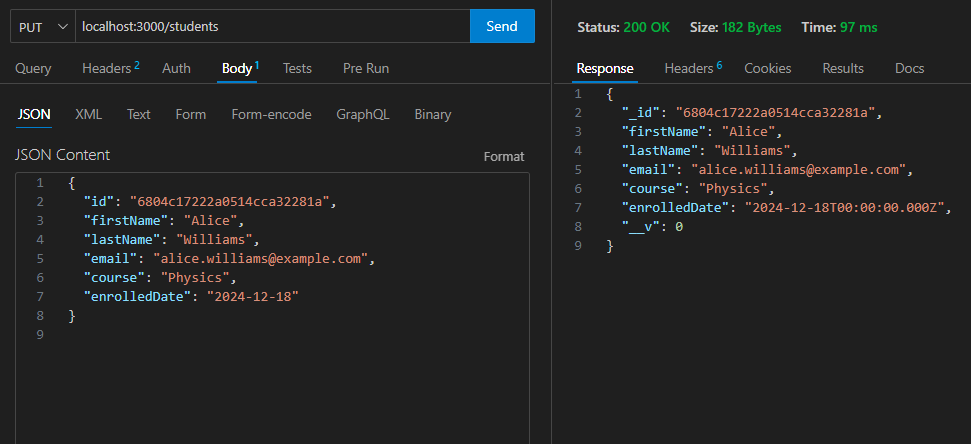 PUT localhost:3000/students Send
Query Headers 2 Auth Body 1 Tests Pre Run
JSON XML Text Form Form-encode GraphQL Binary
JSON Content Format
1 {
2 "id": "6804c17222a0514cca32281a",
3 "firstName": "Alice",
4 "lastName": "Williams",
5 "email": "alice.williams@example.com",
6 "course": "Physics",
7 "enrolledDate": "2024-12-18"
8 }
9
Status: 200 OK Size: 182 Bytes Time: 97 ms
Response Headers 6 Cookies Results Docs
1 {
2 "_id": "6804c17222a0514cca32281a",
3 "firstName": "Alice",
4 "lastName": "Williams",
5 "email": "alice.williams@example.com",
6 "course": "Physics",
7 "enrolledDate": "2024-12-18T00:00:00.000Z",
8 "__v": 0
9 }